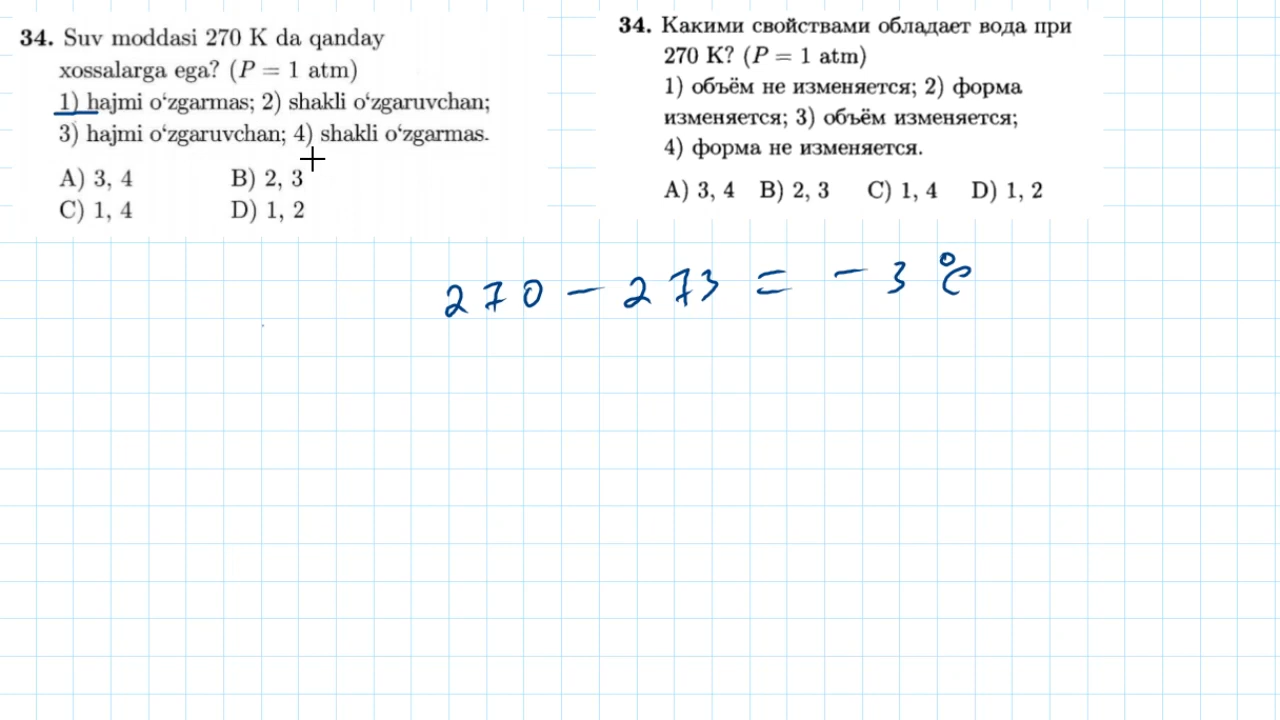 34. Suv moddasi 270 K da qanday
xossalarga ega? (P = 1 atm)
1) hajmi o‘zgarmas; 2) shakli o‘zgaruvchan;
3) hajmi o‘zgaruvchan; 4) shakli o‘zgarmas.
A) 3, 4 B) 2, 3
C) 1, 4 D) 1, 2
34. Какими свойствами обладает вода при
270 K? (P = 1 atm)
1) объём не изменяется; 2) форма
изменяется; 3) объём изменяется;
4) форма не изменяется.
A) 3, 4 B) 2, 3 C) 1, 4 D) 1, 2
270 – 273 = – 3 °C